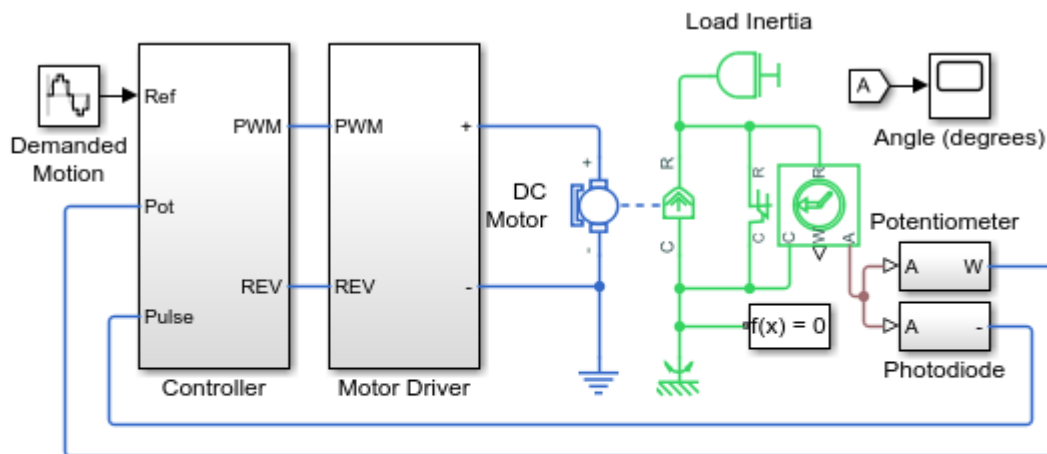 Load Inertia
Ref
PWM
PWM
+
A
Demanded
Motion
Angle (degrees)
R
R
R
+
DC
Motor
Pot
-
C
C
C
W
A
Potentiometer
A
W
REV
REV
-
Pulse
f(x) = 0
A
-
Photodiode
Controller
Motor Driver